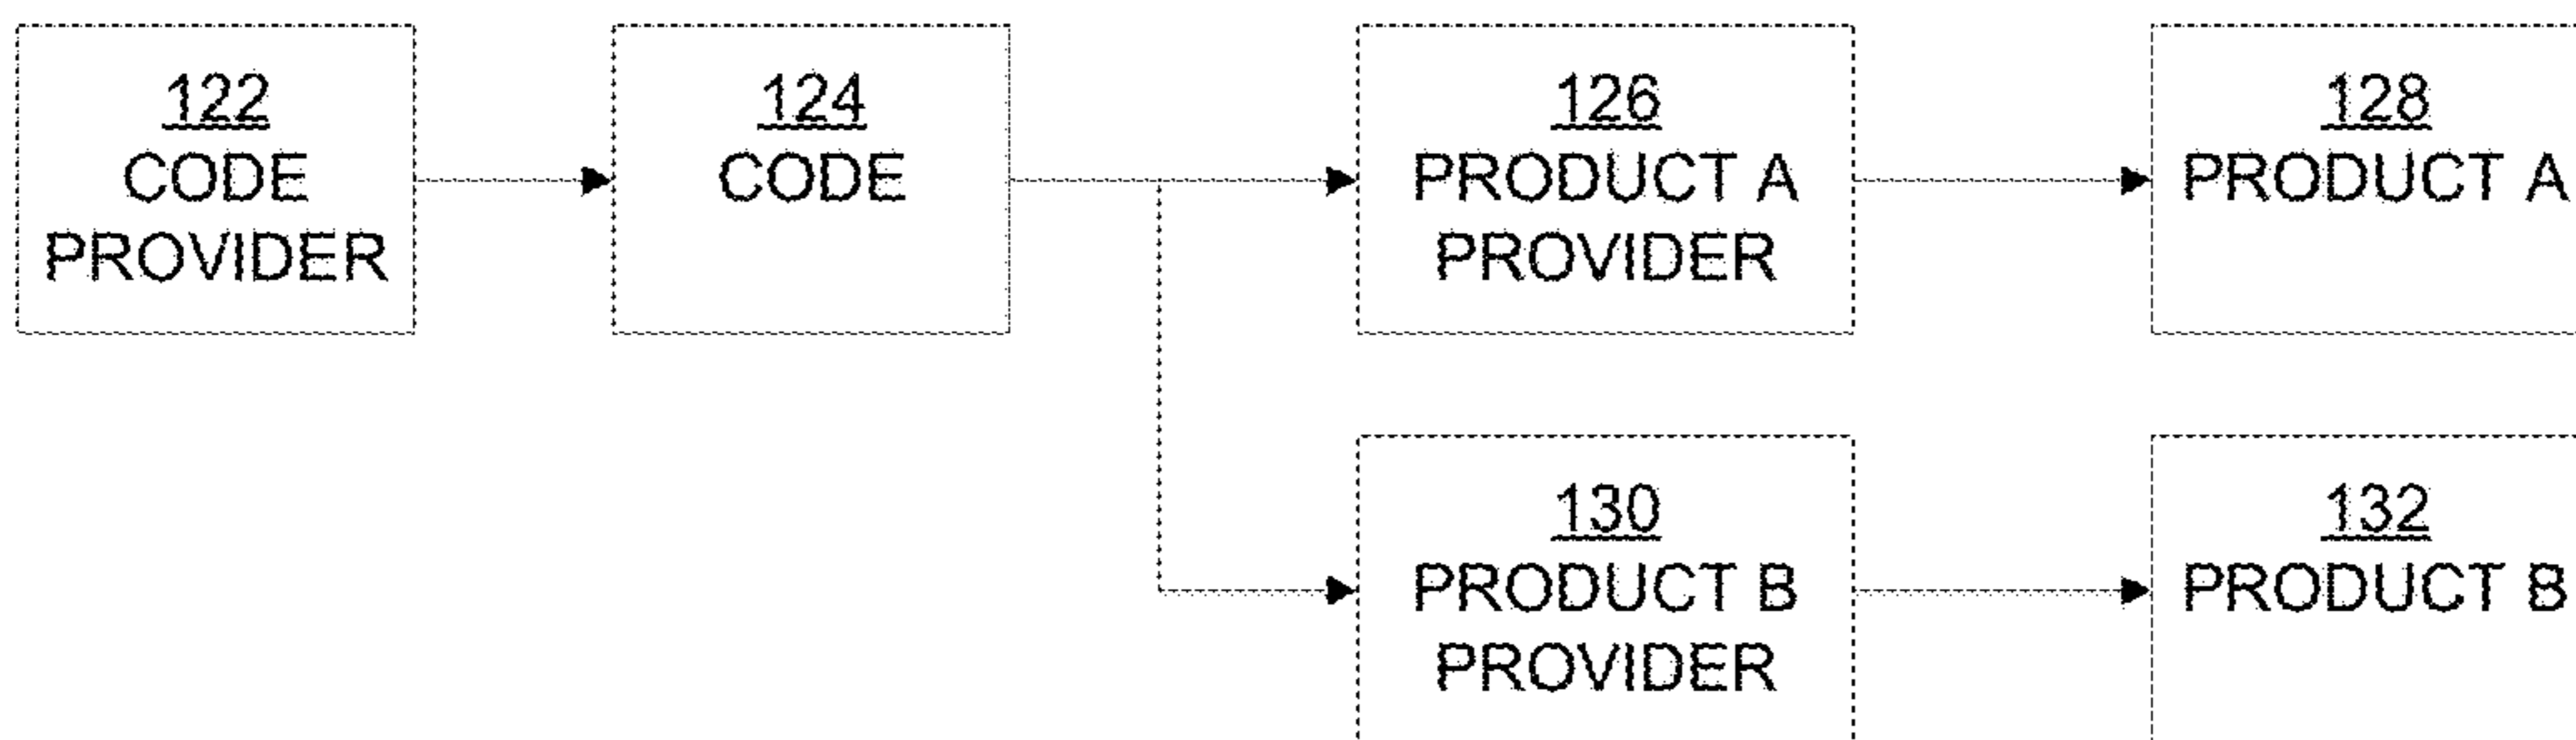 122
CODE
PROVIDER
124
CODE
126
PRODUCT A
PROVIDER
128
PRODUCT A
130
PRODUCT B
PROVIDER
132
PRODUCT B